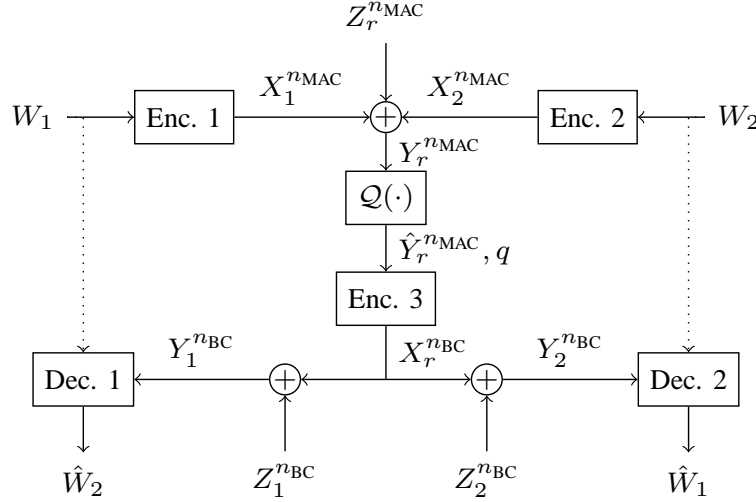 Z_r^{n_MAC}
W_1 Enc. 1 X_1^{n_MAC} + X_2^{n_MAC} Enc. 2 W_2
Y_r^{n_MAC}
𝒬(·)
Ŷ_r^{n_MAC}, q
Enc. 3
Y_1^{n_BC} X_r^{n_BC} Y_2^{n_BC}
Dec. 1 + + Dec. 2
Ŵ_2 Z_1^{n_BC} Z_2^{n_BC} Ŵ_1